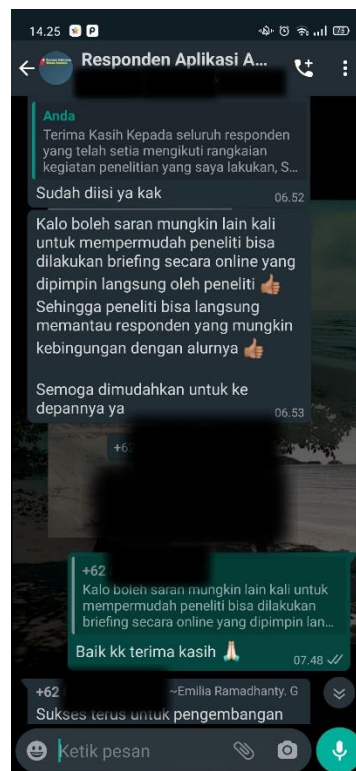 14.25
Responden Aplikasi A...
Anda
Terima Kasih Kepada seluruh responden
yang telah setia mengikuti rangkaian
kegiatan penelitian yang saya lakukan, S...
Sudah diisi ya kak
06.52
Kalo boleh saran mungkin lain kali
untuk mempermudah peneliti bisa
dilakukan briefing secara online yang
dipimpin langsung oleh peneliti 👍🏽
Sehingga peneliti bisa langsung
memantau responden yang mungkin
kebingungan dengan alurnya 👍🏽
Semoga dimudahkan untuk ke
depannya ya
06.53
+62
Kalo boleh saran mungkin lain kali untuk
mempermudah peneliti bisa dilakukan
briefing secara online yang dipimpin lan...
Baik kk terima kasih 🙏🏻
07.48
+62 ~Emilia Ramadhanty. G
Sukses terus untuk pengembangan
Ketik pesan